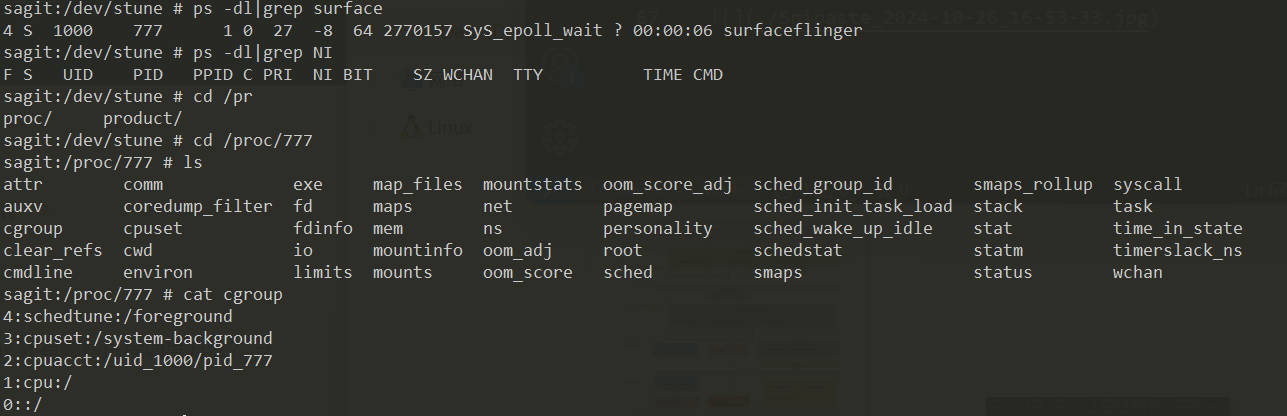 sagit:/dev/stune # ps -dl|grep surface
4 S  1000    777      1 0  27  -8  64 2770157 SyS_epoll_wait ? 00:00:06 surfaceflinger
sagit:/dev/stune # ps -dl|grep NI
F S   UID    PID   PPID C PRI  NI BIT    SZ WCHAN  TTY          TIME CMD
sagit:/dev/stune # cd /pr
proc/     product/
sagit:/dev/stune # cd /proc/777
sagit:/proc/777 # ls
attr        comm             exe     map_files  mountstats  oom_score_adj  sched_group_id        smaps_rollup  syscall
auxv        coredump_filter  fd      maps       net         pagemap        sched_init_task_load  stack         task
cgroup      cpuset           fdinfo  mem        ns          personality    sched_wake_up_idle    stat          time_in_state
clear_refs  cwd              io      mountinfo  oom_adj     root           schedstat             statm         timerslack_ns
cmdline     environ          limits  mounts     oom_score   sched          smaps                 status        wchan
sagit:/proc/777 # cat cgroup
4:schedtune:/foreground
3:cpuset:/system-background
2:cpuacct:/uid_1000/pid_777
1:cpu:/
0::/
Linux